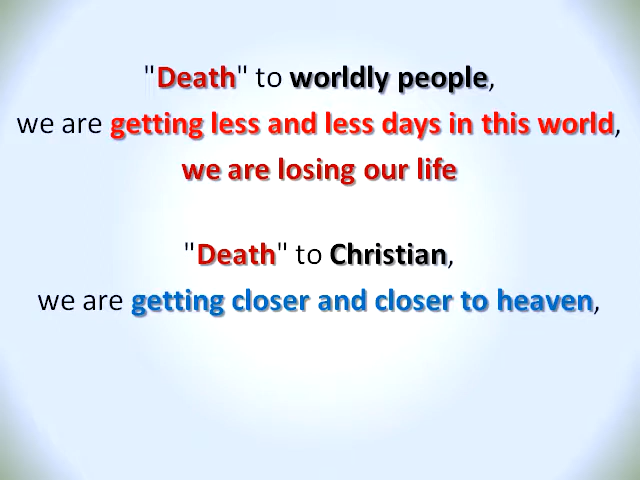 "Death" to worldly people,
we are getting less and less days in this world,
we are losing our life
"Death" to Christian,
we are getting closer and closer to heaven,